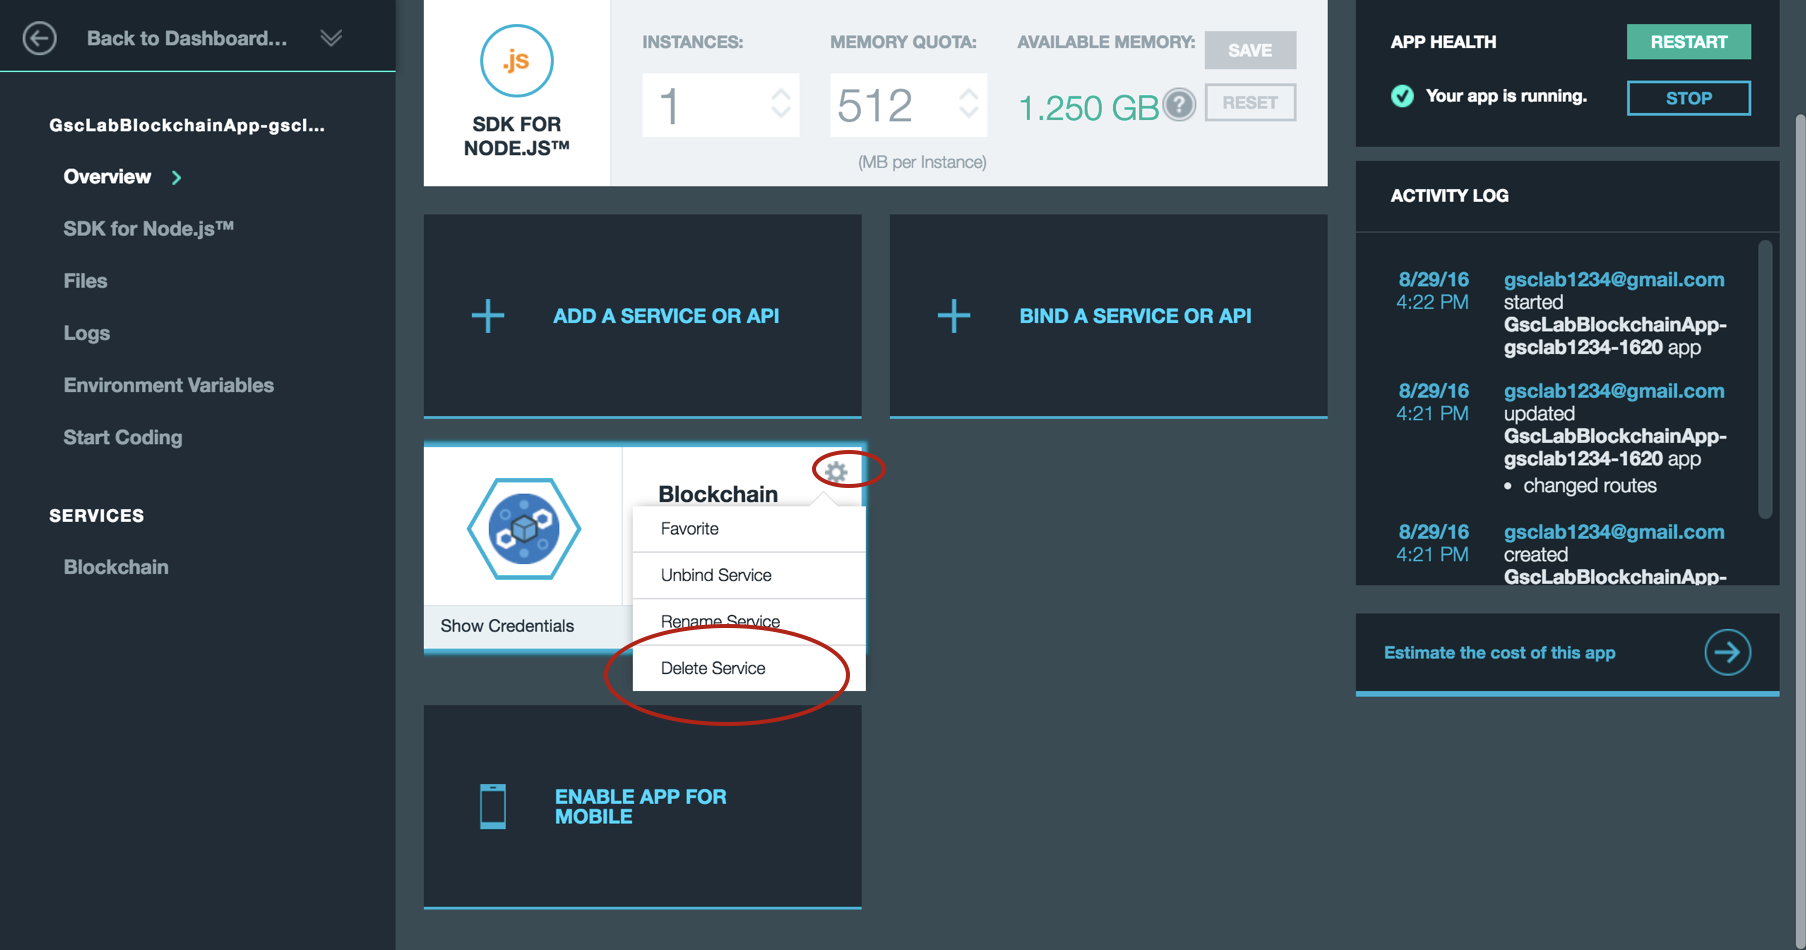 Back to Dashboard...
GscLabBlockchainApp-gscl...
Overview
SDK for Node.js™
Files
Logs
Environment Variables
Start Coding
SERVICES
Blockchain
.js
SDK FOR
NODE.JS™
INSTANCES:
1
MEMORY QUOTA:
512
(MB per Instance)
AVAILABLE MEMORY:
1.250 GB
?
SAVE
RESET
ADD A SERVICE OR API
BIND A SERVICE OR API
Blockchain
Favorite
Unbind Service
Rename Service
Delete Service
Show Credentials
ENABLE APP FOR
MOBILE
APP HEALTH
RESTART
Your app is running.
STOP
ACTIVITY LOG
8/29/16
4:22 PM
gsclab1234@gmail.com
started
GscLabBlockchainApp-
gsclab1234-1620 app
8/29/16
4:21 PM
gsclab1234@gmail.com
updated
GscLabBlockchainApp-
gsclab1234-1620 app
• changed routes
8/29/16
4:21 PM
gsclab1234@gmail.com
created
GscLabBlockchainApp-
Estimate the cost of this app